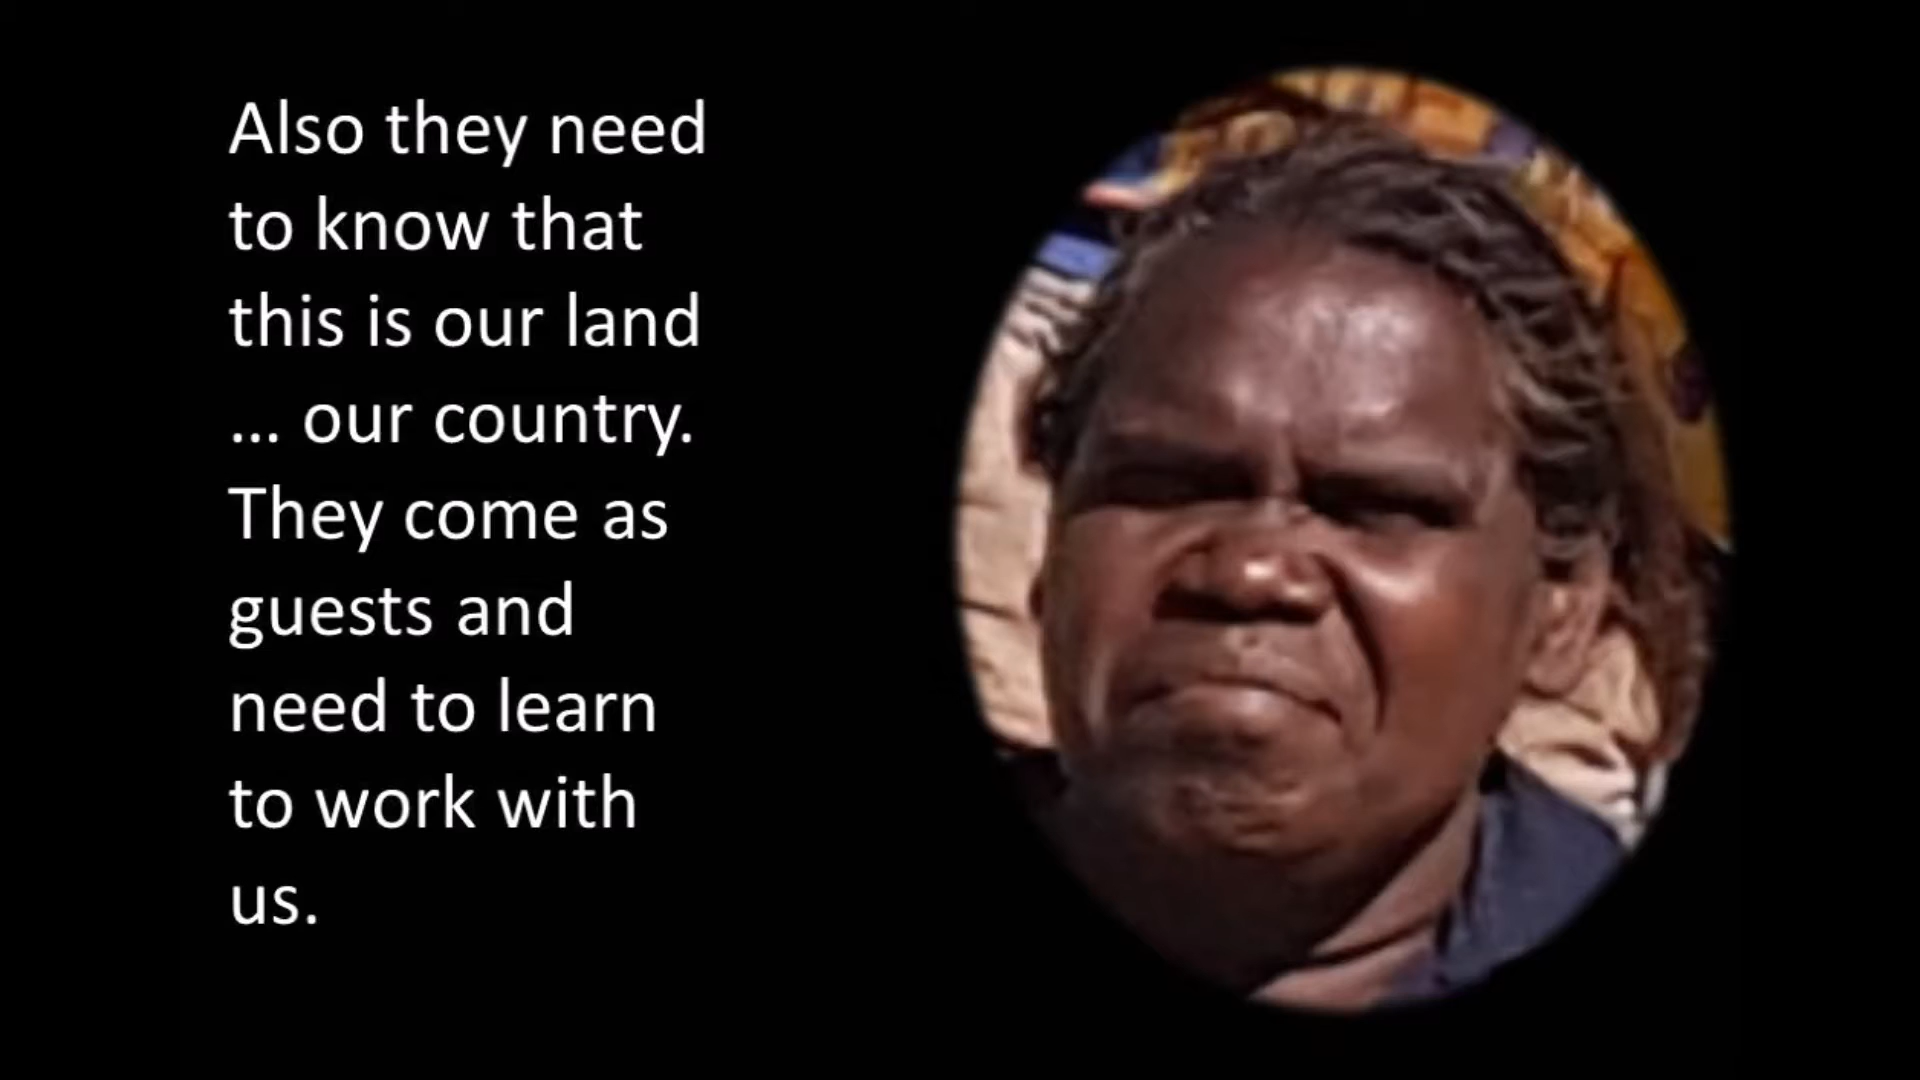 Also they need
to know that
this is our land
... our country.
They come as
guests and
need to learn
to work with
us.